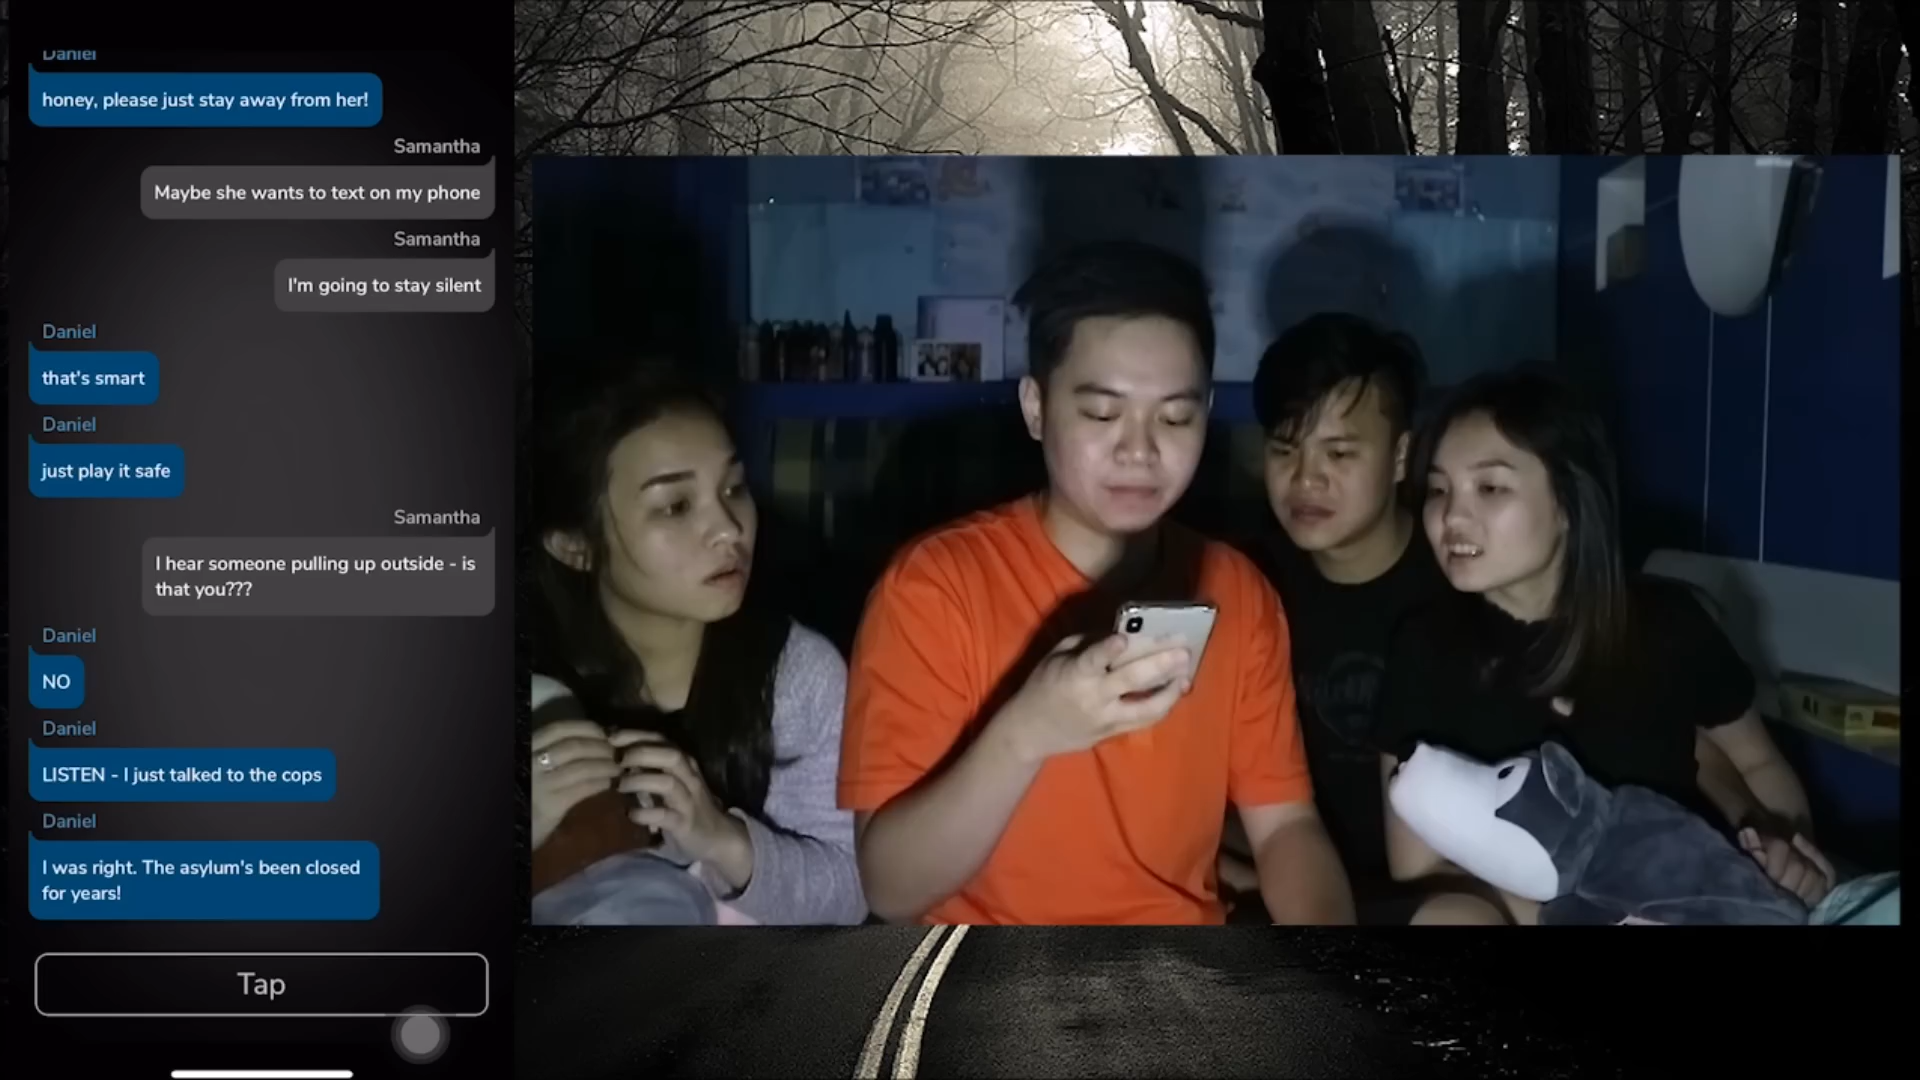 Daniel
honey, please just stay away from her!
Samantha
Maybe she wants to text on my phone
Samantha
I'm going to stay silent
Daniel
that's smart
Daniel
just play it safe
Samantha
I hear someone pulling up outside - is
that you???
Daniel
NO
Daniel
LISTEN - I just talked to the cops
Daniel
I was right. The asylum's been closed
for years!
Tap